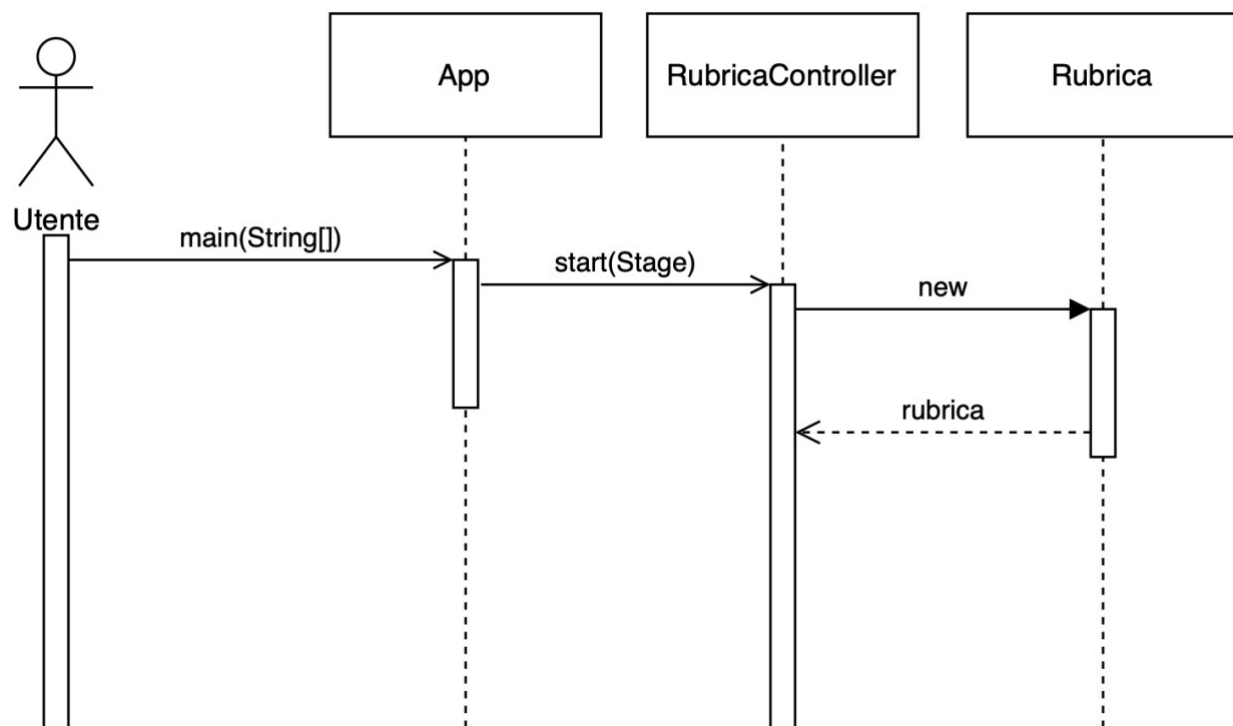 App
RubricaController
Rubrica
Utente
main(String[])
start(Stage)
new
rubrica